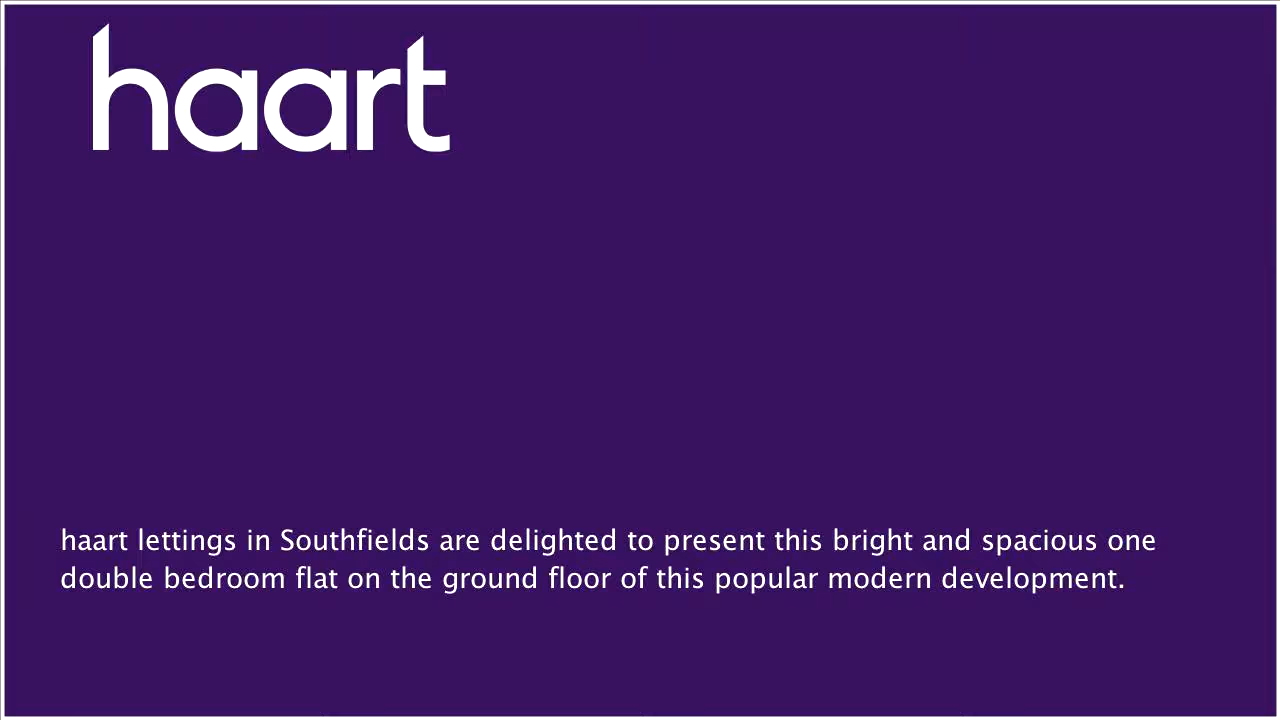 haart
haart lettings in Southfields are delighted to present this bright and spacious one
double bedroom flat on the ground floor of this popular modern development.